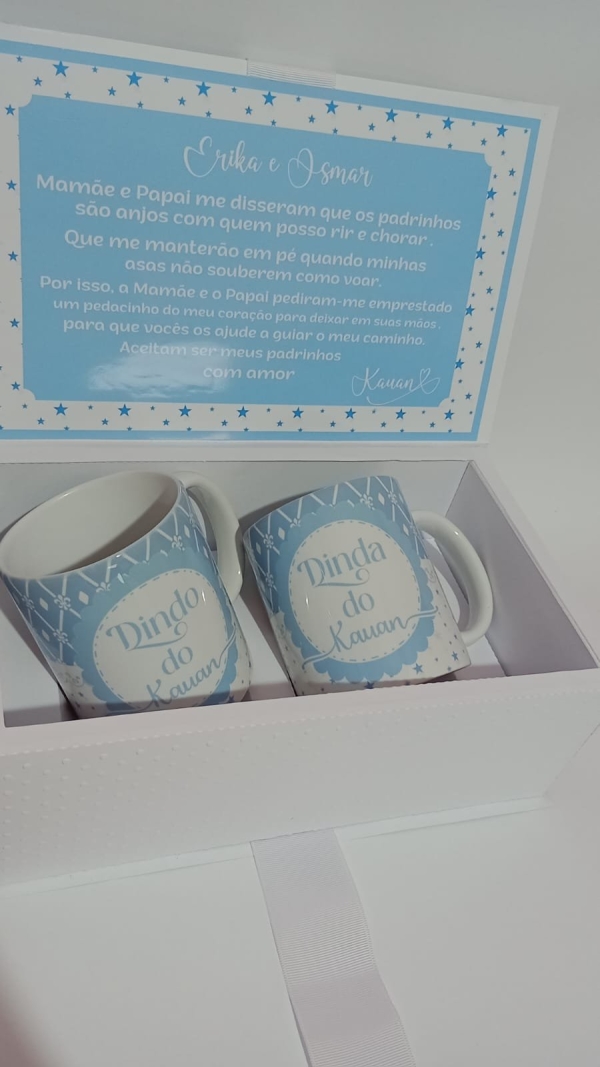 Erika e Osmar
Mamãe e Papai me disseram que os padrinhos
são anjos com quem posso rir e chorar.
Que me manterão em pé quando minhas
asas não souberem como voar.
Por isso, a Mamãe e o Papai pediram-me emprestado
um pedacinho do meu coração para deixar em suas mãos,
para que vocês os ajude a guiar o meu caminho.
Aceitam ser meus padrinhos
com amor
Kauan
Dindo
do
Kauan
Dinda
do
Kauan